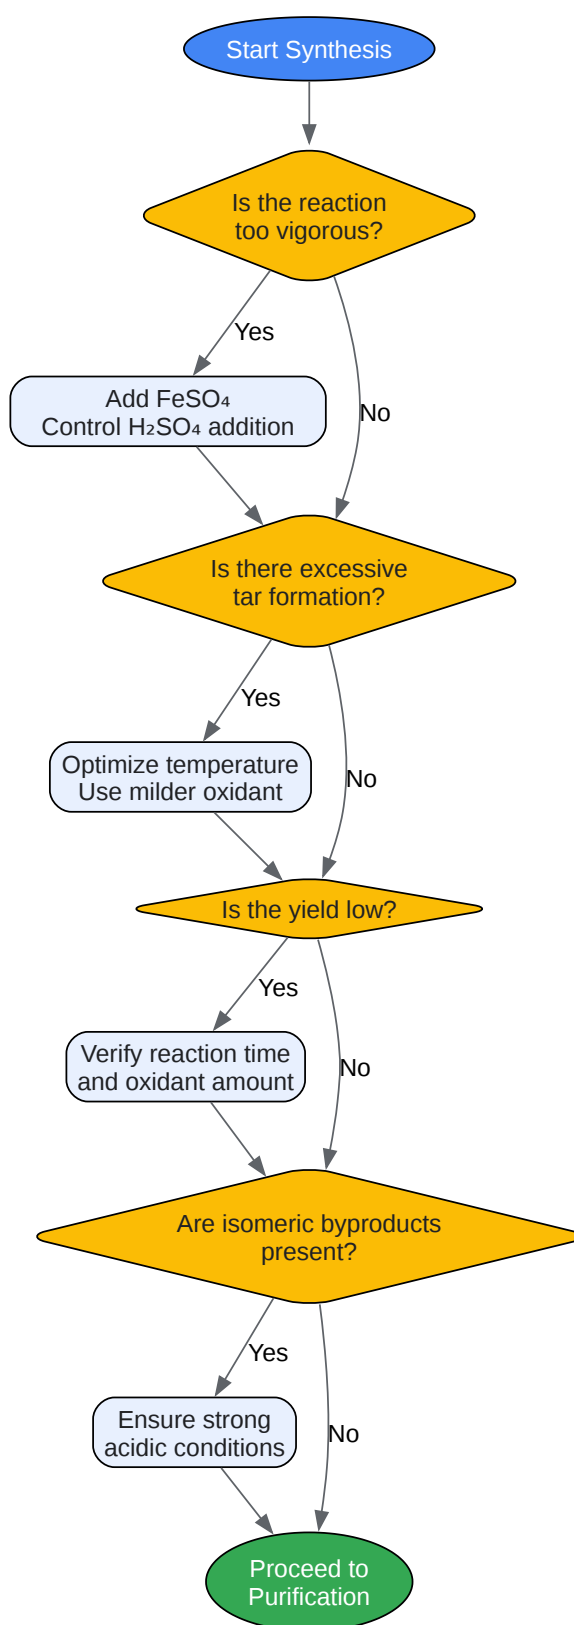 Start Synthesis
Is the reaction
too vigorous?
Yes
Add FeSO₄
Control H₂SO₄ addition
No
Is there excessive
tar formation?
Yes
Optimize temperature
Use milder oxidant
No
Is the yield low?
Yes
Verify reaction time
and oxidant amount
No
Are isomeric byproducts
present?
Yes
Ensure strong
acidic conditions
No
Proceed to
Purification